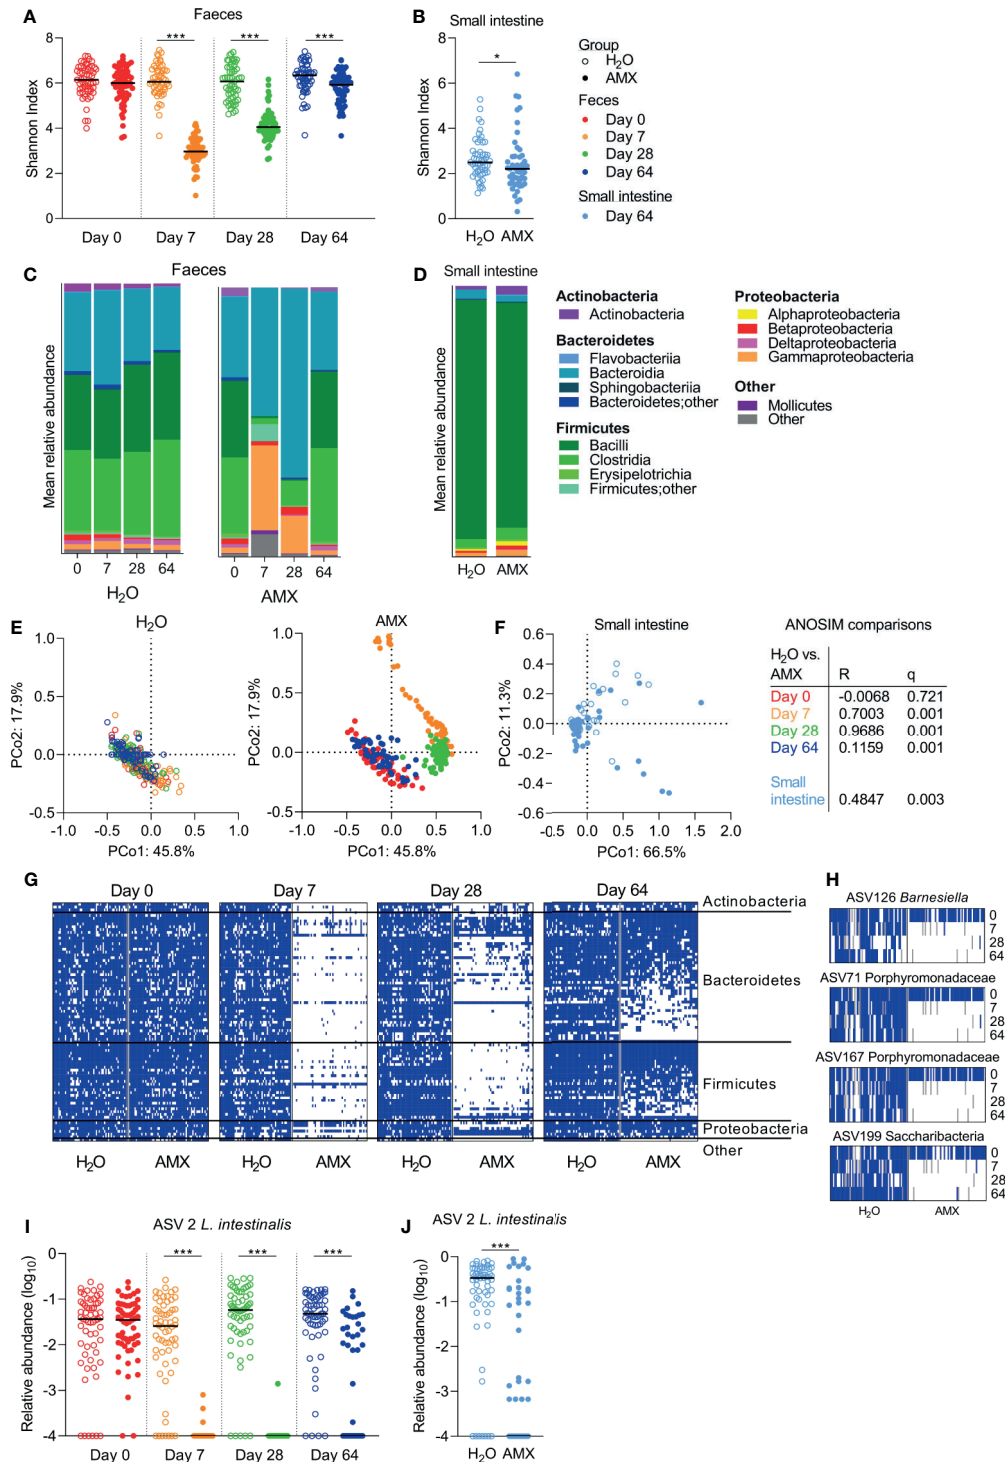 A
Faeces
Shannon Index
8
6
4
2
0
***
***
***
Day 0
Day 7
Day 28
Day 64
B
Small intestine
Shannon Index
8
6
4
2
0
*
H₂O AMX
Group
H₂O
AMX
Feces
Day 0
Day 7
Day 28
Day 64
Small intestine
Day 64
C
Faeces
Mean relative abundance
0 7 28 64
H₂O
0 7 28 64
AMX
D
Small intestine
Mean relative abundance
H₂O AMX
Actinobacteria
Actinobacteria
Bacteroidetes
Flavobacteriia
Bacteroidia
Sphingobacteriia
Bacteroidetes;other
Firmicutes
Bacilli
Clostridia
Erysipelotrichia
Firmicutes;other
Proteobacteria
Alphaproteobacteria
Betaproteobacteria
Deltaproteobacteria
Gammaproteobacteria
Other
Mollicutes
Other
E
H₂O
PCo2: 17.9%
1.0
0.5
0.0
-0.5
-1.0 -0.5 0.0 0.5 1.0
PCo1: 45.8%
AMX
PCo2: 17.9%
1.0
0.5
0.0
-0.5
-1.0 -0.5 0.0 0.5 1.0
PCo1: 45.8%
F
Small intestine
PCo2: 11.3%
0.6
0.4
0.2
-0.0
-0.2
-0.4
-0.6
-0.5 0.0 0.5 1.0 1.5 2.0
PCo1: 66.5%
ANOSIM comparisons
H₂O vs.
AMX R q
Day 0 -0.0068 0.721
Day 7 0.7003 0.001
Day 28 0.9686 0.001
Day 64 0.1159 0.001
Small
intestine 0.4847 0.003
G
Day 0 Day 7 Day 28 Day 64
Actinobacteria
Bacteroidetes
Firmicutes
Proteobacteria
Other
H₂O AMX H₂O AMX H₂O AMX H₂O AMX
H
ASV126 Barnesiella
0
7
28
64
ASV71 Porphyromonadaceae
0
7
28
64
ASV167 Porphyromonadaceae
0
7
28
64
ASV199 Saccharibacteria
0
7
28
64
H₂O AMX
I
ASV 2 L. intestinalis
Relative abundance (log₁₀)
-0
-1
-2
-3
-4
***
***
***
Day 0 Day 7 Day 28 Day 64
J
ASV 2 L. intestinalis
Relative abundance (log₁₀)
-0
-1
-2
-3
-4
***
H₂O AMX